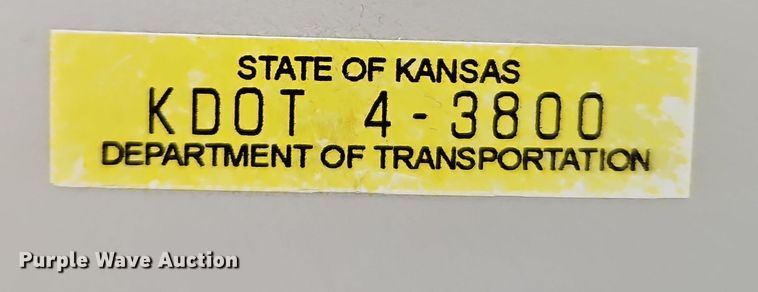 STATE OF KANSAS
KDOT 4-3800
DEPARTMENT OF TRANSPORTATION
Purple Wave Auction